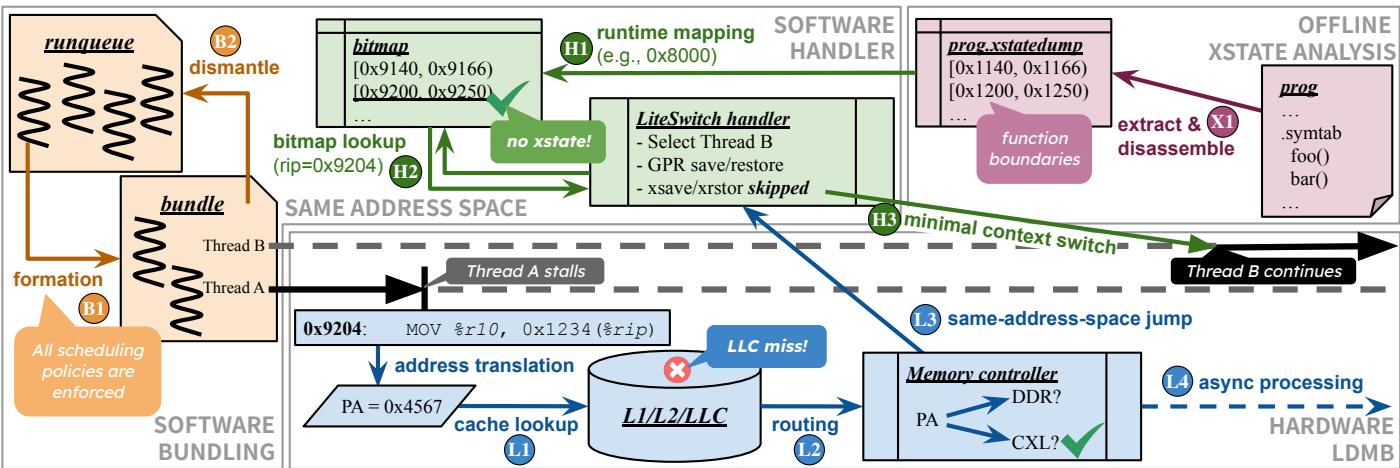 runqueue
B2
dismantle
bundle
Thread B
Thread A
formation
B1
All scheduling
policies are
enforced
SOFTWARE
BUNDLING
bitmap
[0x9140, 0x9166)
[0x9200, 0x9250)
…
no xstate!
H1
runtime mapping
(e.g., 0x8000)
SOFTWARE
HANDLER
bitmap lookup
(rip=0x9204)
H2
LiteSwitch handler
- Select Thread B
- GPR save/restore
- xsave/xrstor skipped
SAME ADDRESS SPACE
H3
minimal context switch
OFFLINE
XSTATE ANALYSIS
prog.xstatedump
[0x1140, 0x1166)
[0x1200, 0x1250)
…
function
boundaries
extract &
X1
disassemble
prog
…
.symtab
foo()
bar()
…
Thread A stalls
Thread B continues
0x9204: MOV %r10, 0x1234(%rip)
address translation
PA = 0x4567
cache lookup
L1
LLC miss!
L1/L2/LLC
routing
L2
L3
same-address-space jump
Memory controller
PA
DDR?
CXL?
L4
async processing
HARDWARE
LDMB